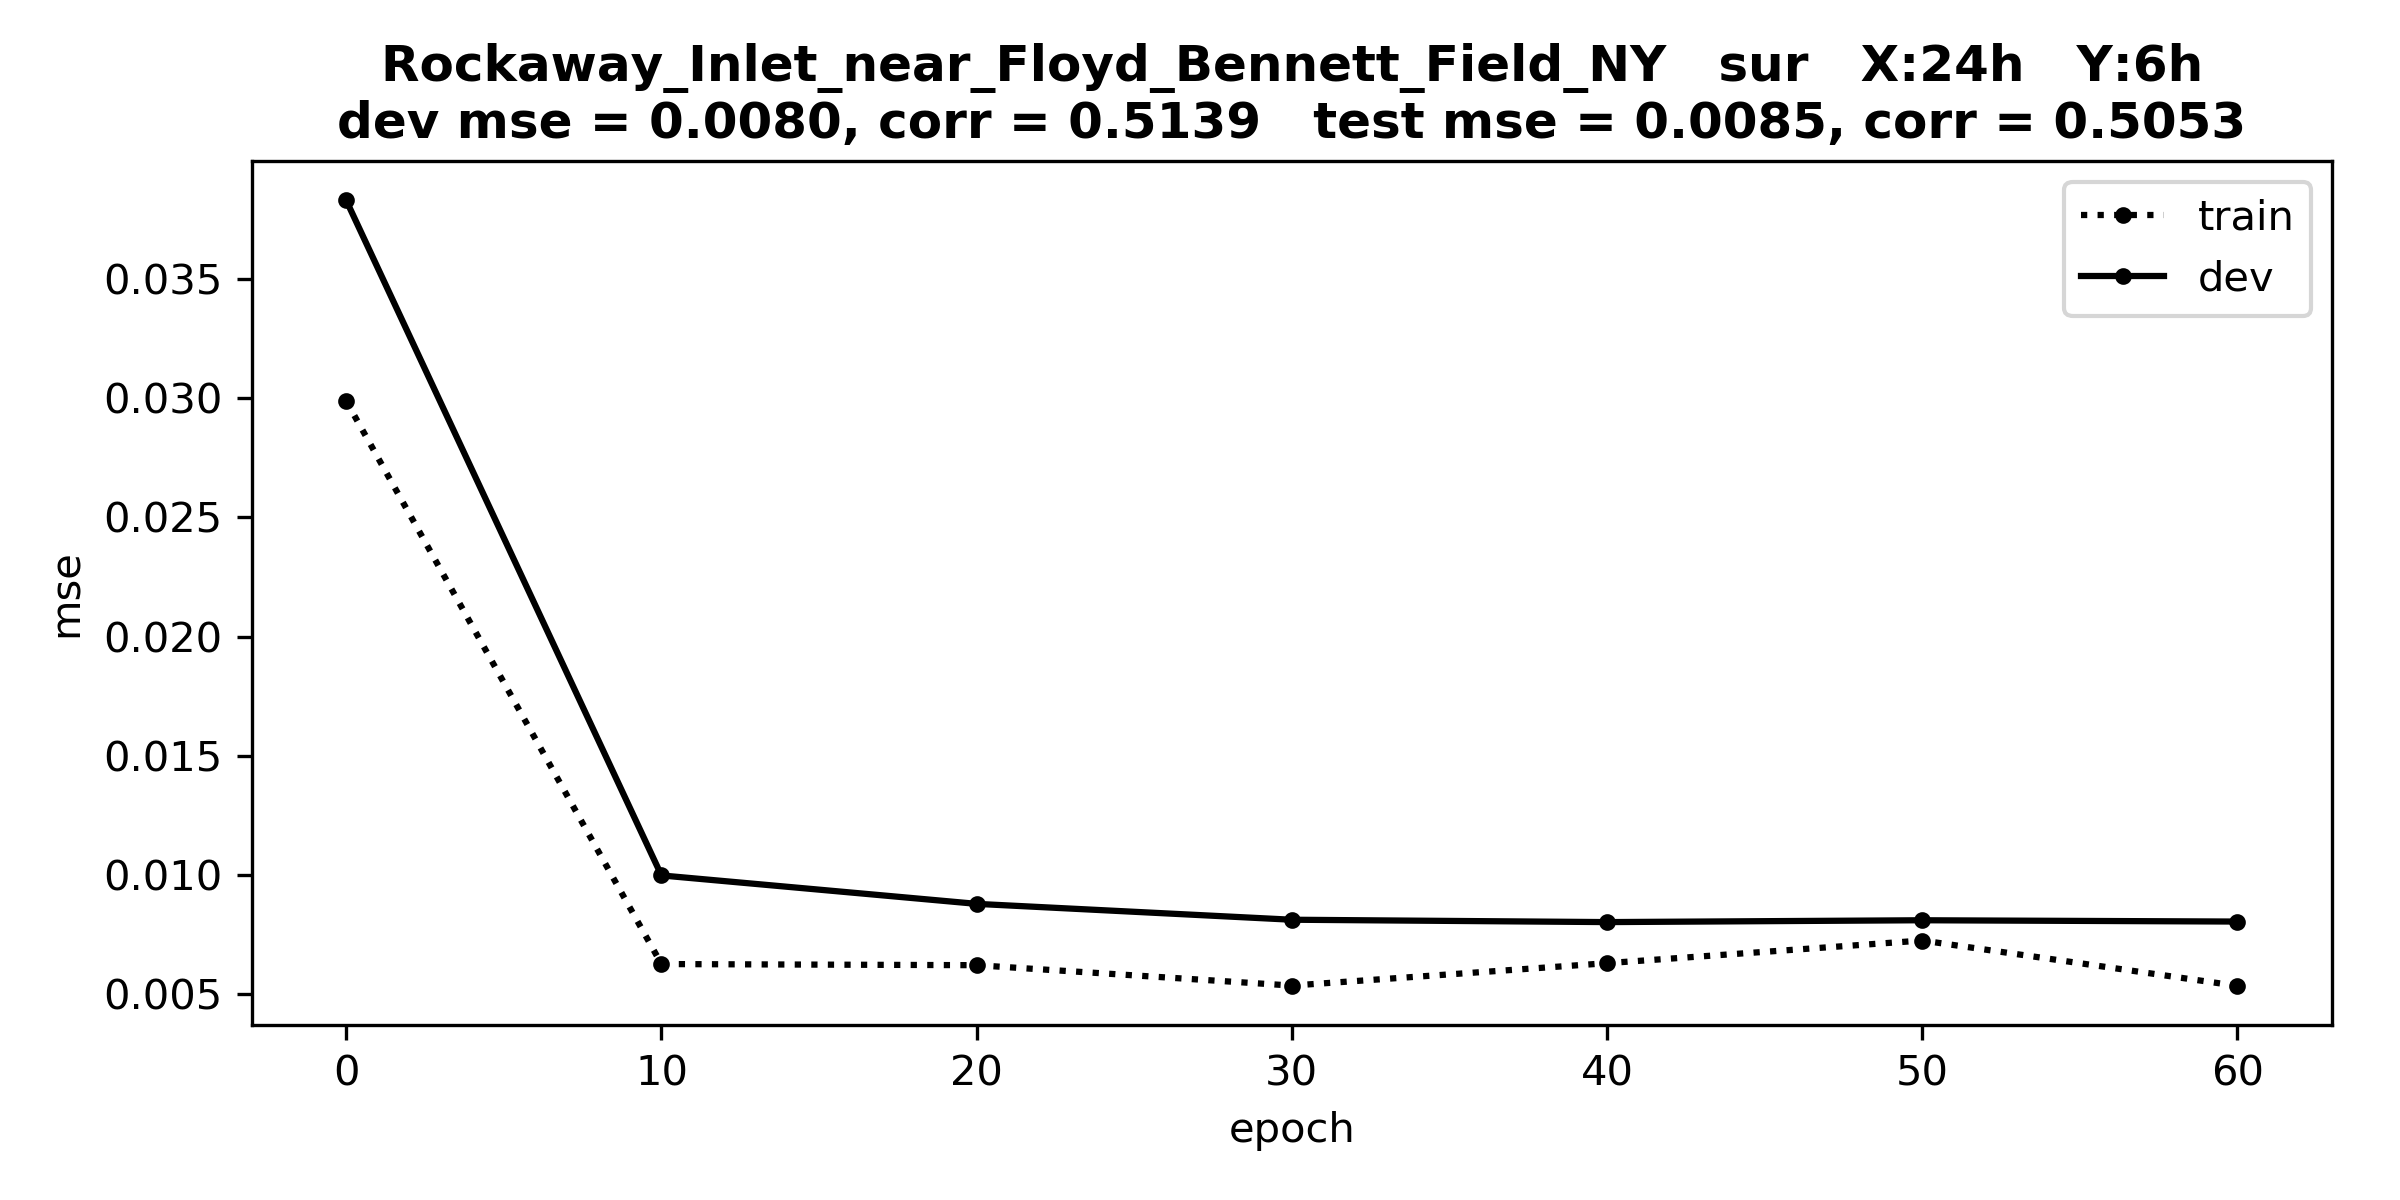 Rockaway_Inlet_near_Floyd_Bennett_Field_NY   sur   X:24h   Y:6h
dev mse = 0.0080, corr = 0.5139   test mse = 0.0085, corr = 0.5053
train
dev
0.035
0.030
0.025
0.020
0.015
0.010
0.005
mse
0 10 20 30 40 50 60
epoch